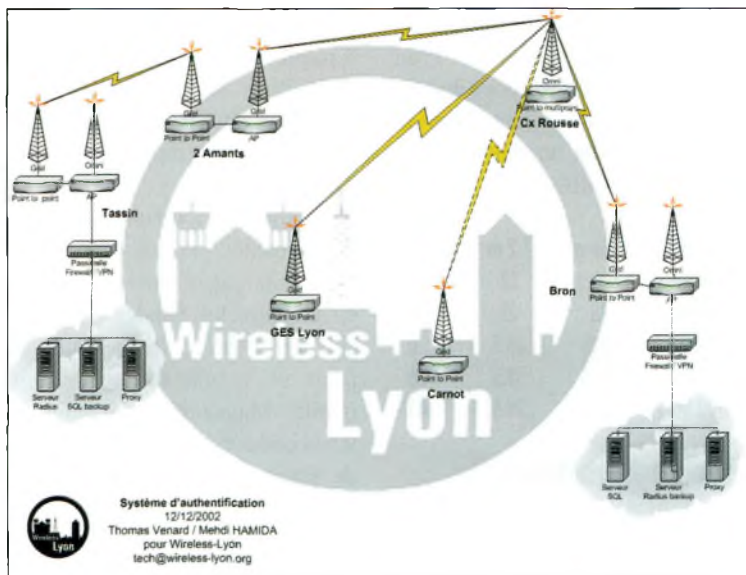 Omni
Point to multipoint
Cx Rousse
Grid
Grid
Point to Point
AP
2 Amants
Grid
Omni
Point to point
AP
Tassin
Passerelle
Firewall/ VPN
Serveur
Radius
Serveur
SQL backup
Proxy
Grid
Point to Point
GES Lyon
Grid
Point to Point
Carnot
Grid
Omni
Bron
Point to Point
AP
Passerelle
Firewall/ VPN
Serveur
SQL
Serveur
Radius backup
Proxy
Wireless
Lyon
Wireless
Lyon
Système d'authentification
12/12/2002
Thomas Venard / Mehdi HAMIDA
pour Wireless-Lyon
tech@wireless-lyon.org